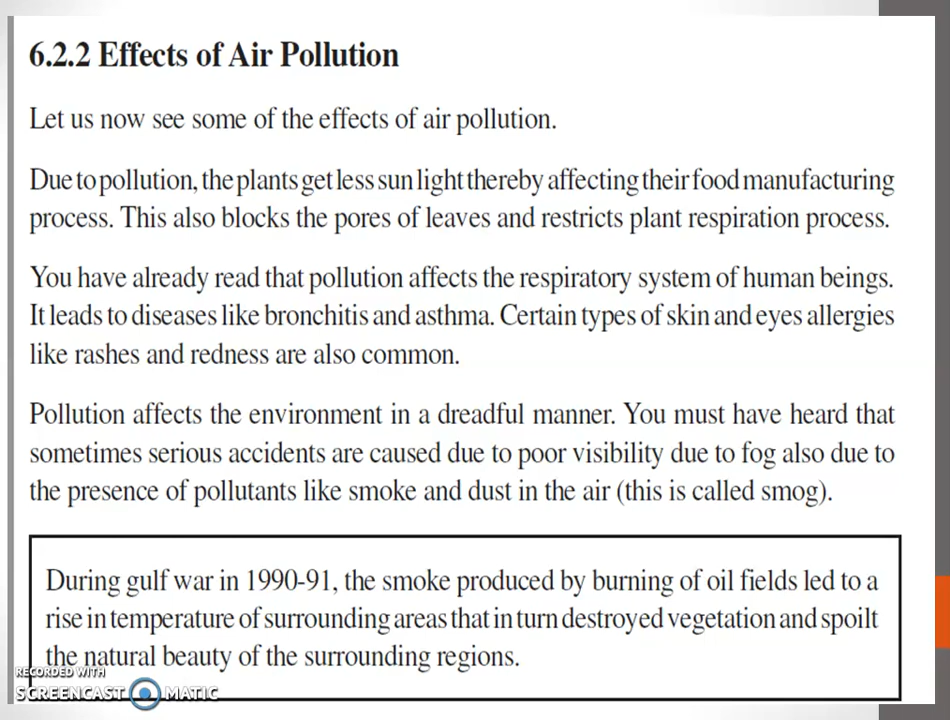 6.2.2 Effects of Air Pollution
Let us now see some of the effects of air pollution.
Due to pollution, the plants get less sun light thereby affecting their food manufacturing
process. This also blocks the pores of leaves and restricts plant respiration process.
You have already read that pollution affects the respiratory system of human beings.
It leads to diseases like bronchitis and asthma. Certain types of skin and eyes allergies
like rashes and redness are also common.
Pollution affects the environment in a dreadful manner. You must have heard that
sometimes serious accidents are caused due to poor visibility due to fog also due to
the presence of pollutants like smoke and dust in the air (this is called smog).
During gulf war in 1990-91, the smoke produced by burning of oil fields led to a
rise in temperature of surrounding areas that in turn destroyed vegetation and spoilt
the natural beauty of the surrounding regions.
RECORDED WITH
SCREENCAST MATIC